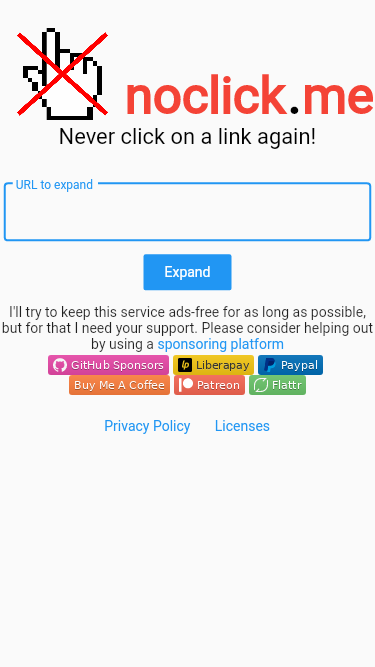 noclick.me
Never click on a link again!
URL to expand
Expand
I'll try to keep this service ads-free for as long as possible,
but for that I need your support. Please consider helping out
by using a sponsoring platform
GitHub Sponsors Liberapay Paypal
Buy Me A Coffee Patreon Flattr
Privacy Policy Licenses